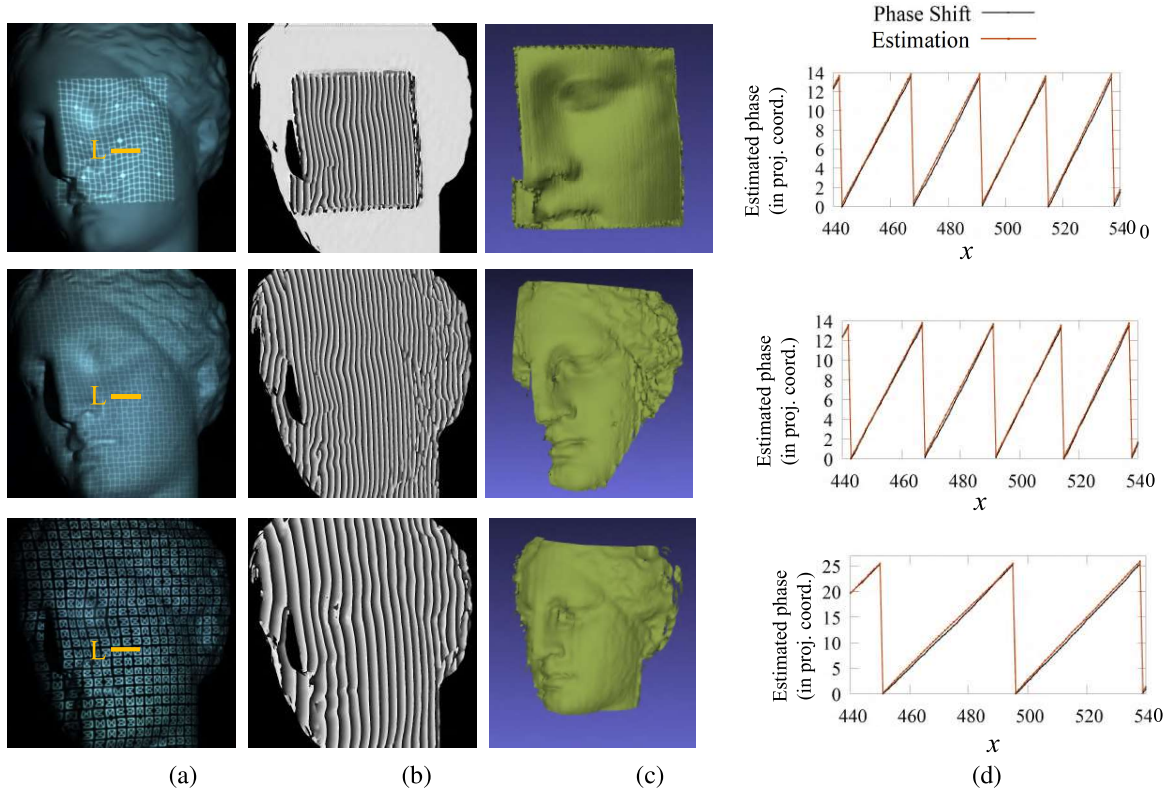 Phase Shift
Estimation
L
Estimated phase
(in proj. coord.)
14
12
10
8
6
4
2
0
440 460 480 500 520 540 0
x
L
Estimated phase
(in proj. coord.)
14
12
10
8
6
4
2
0
440 460 480 500 520 540
x
L
Estimated phase
(in proj. coord.)
25
20
15
10
5
0
440 460 480 500 520 540
x
(a) (b) (c) (d)